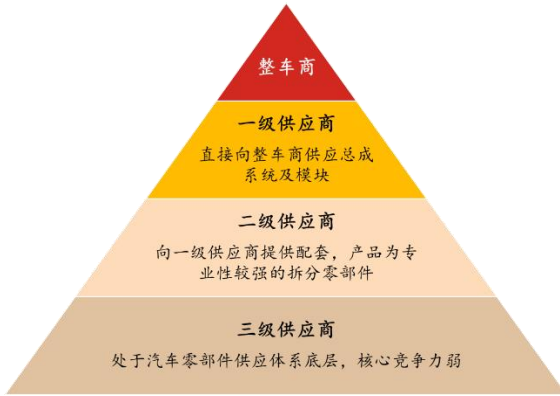 整车商
一级供应商
直接向整车商供应总成
系统及模块
二级供应商
向一级供应商提供配套，产品为专
业性较强的拆分零部件
三级供应商
处于汽车零部件供应体系底层，核心竞争力弱